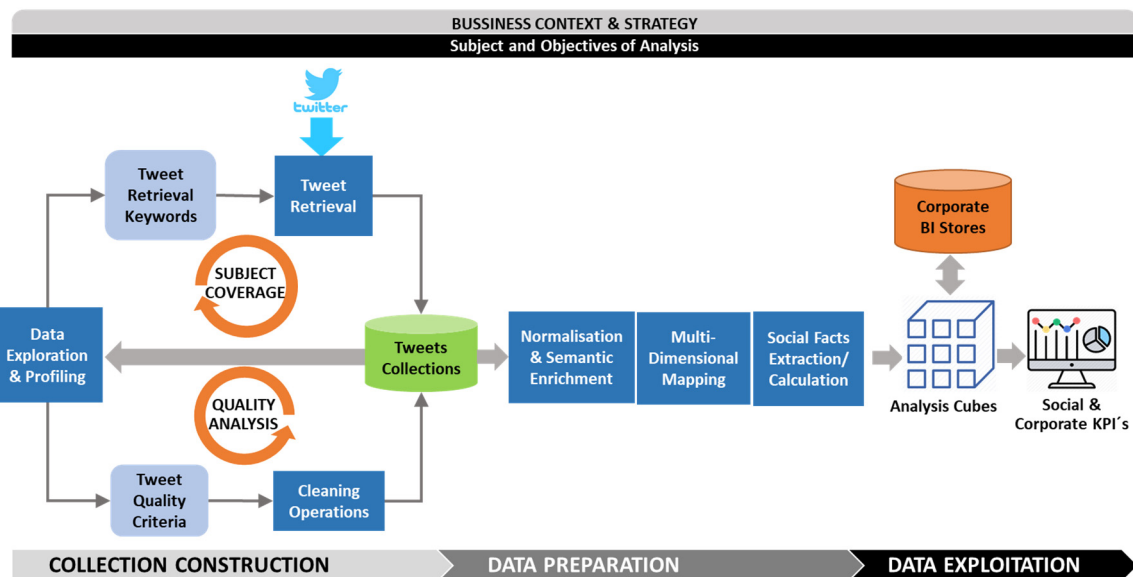 BUSSINESS CONTEXT & STRATEGY
Subject and Objectives of Analysis
twitter
Tweet
Retrieval
Keywords
Tweet
Retrieval
SUBJECT
COVERAGE
Corporate
BI Stores
Data
Exploration
& Profiling
Tweets
Collections
Normalisation
& Semantic
Enrichment
Multi-
Dimensional
Mapping
Social Facts
Extraction/
Calculation
Analysis Cubes
Social &
Corporate KPI´s
QUALITY
ANALYSIS
Tweet
Quality
Criteria
Cleaning
Operations
COLLECTION CONSTRUCTION
DATA PREPARATION
DATA EXPLOITATION